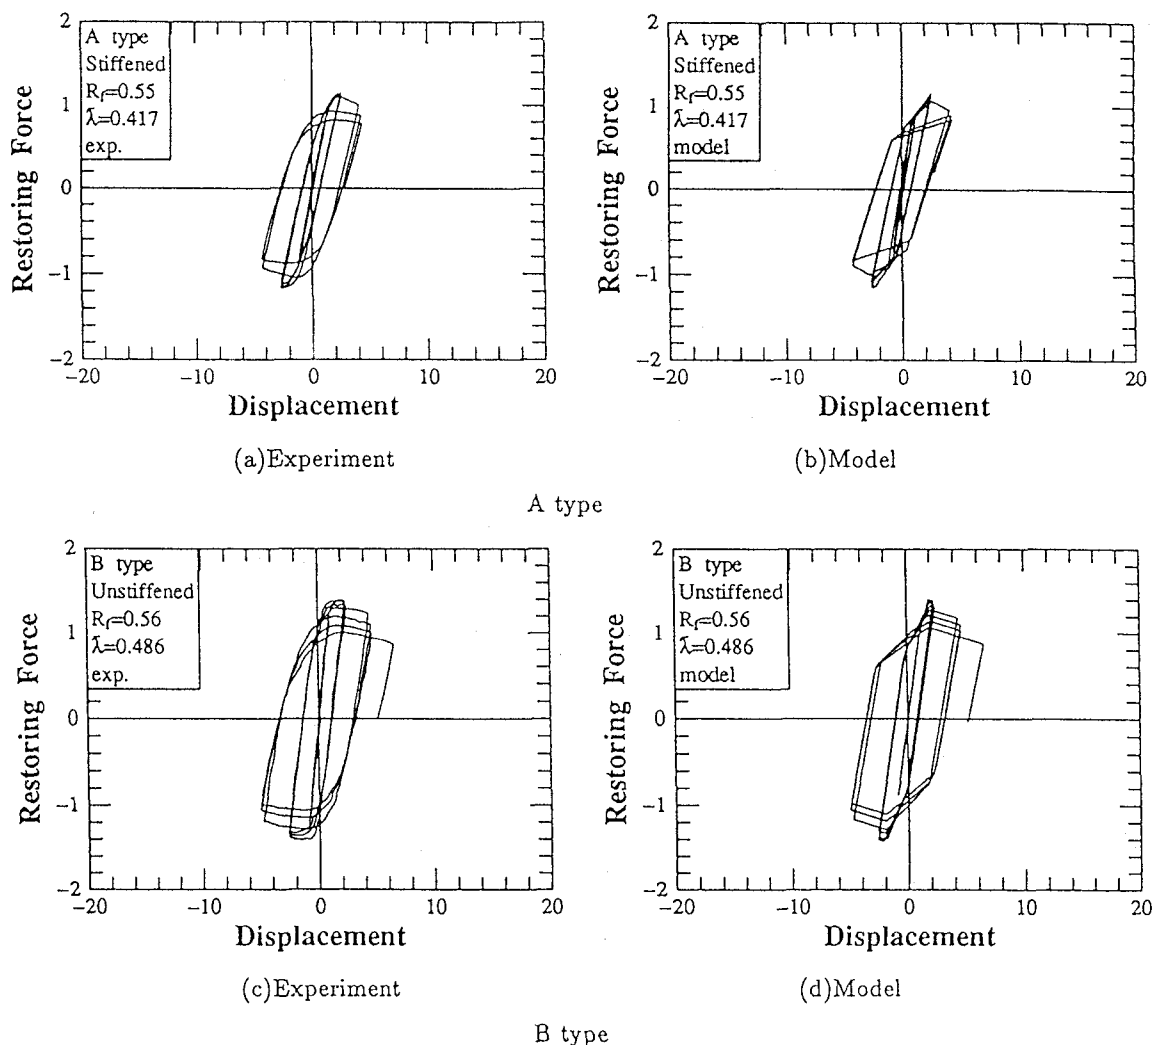 2
1
0
-1
-2
-20
-10
0
10
20
Restoring Force
Displacement
A type
Stiffened
Rf=0.55
λ̄=0.417
exp.
(a)Experiment
2
1
0
-1
-2
-20
-10
0
10
20
Restoring Force
Displacement
A type
Stiffened
Rf=0.55
λ̄=0.417
model
(b)Model
A type
2
1
0
-1
-2
-20
-10
0
10
20
Restoring Force
Displacement
B type
Unstiffened
Rf=0.56
λ̄=0.486
exp.
(c)Experiment
2
1
0
-1
-2
-20
-10
0
10
20
Restoring Force
Displacement
B type
Unstiffened
Rf=0.56
λ̄=0.486
model
(d)Model
B type